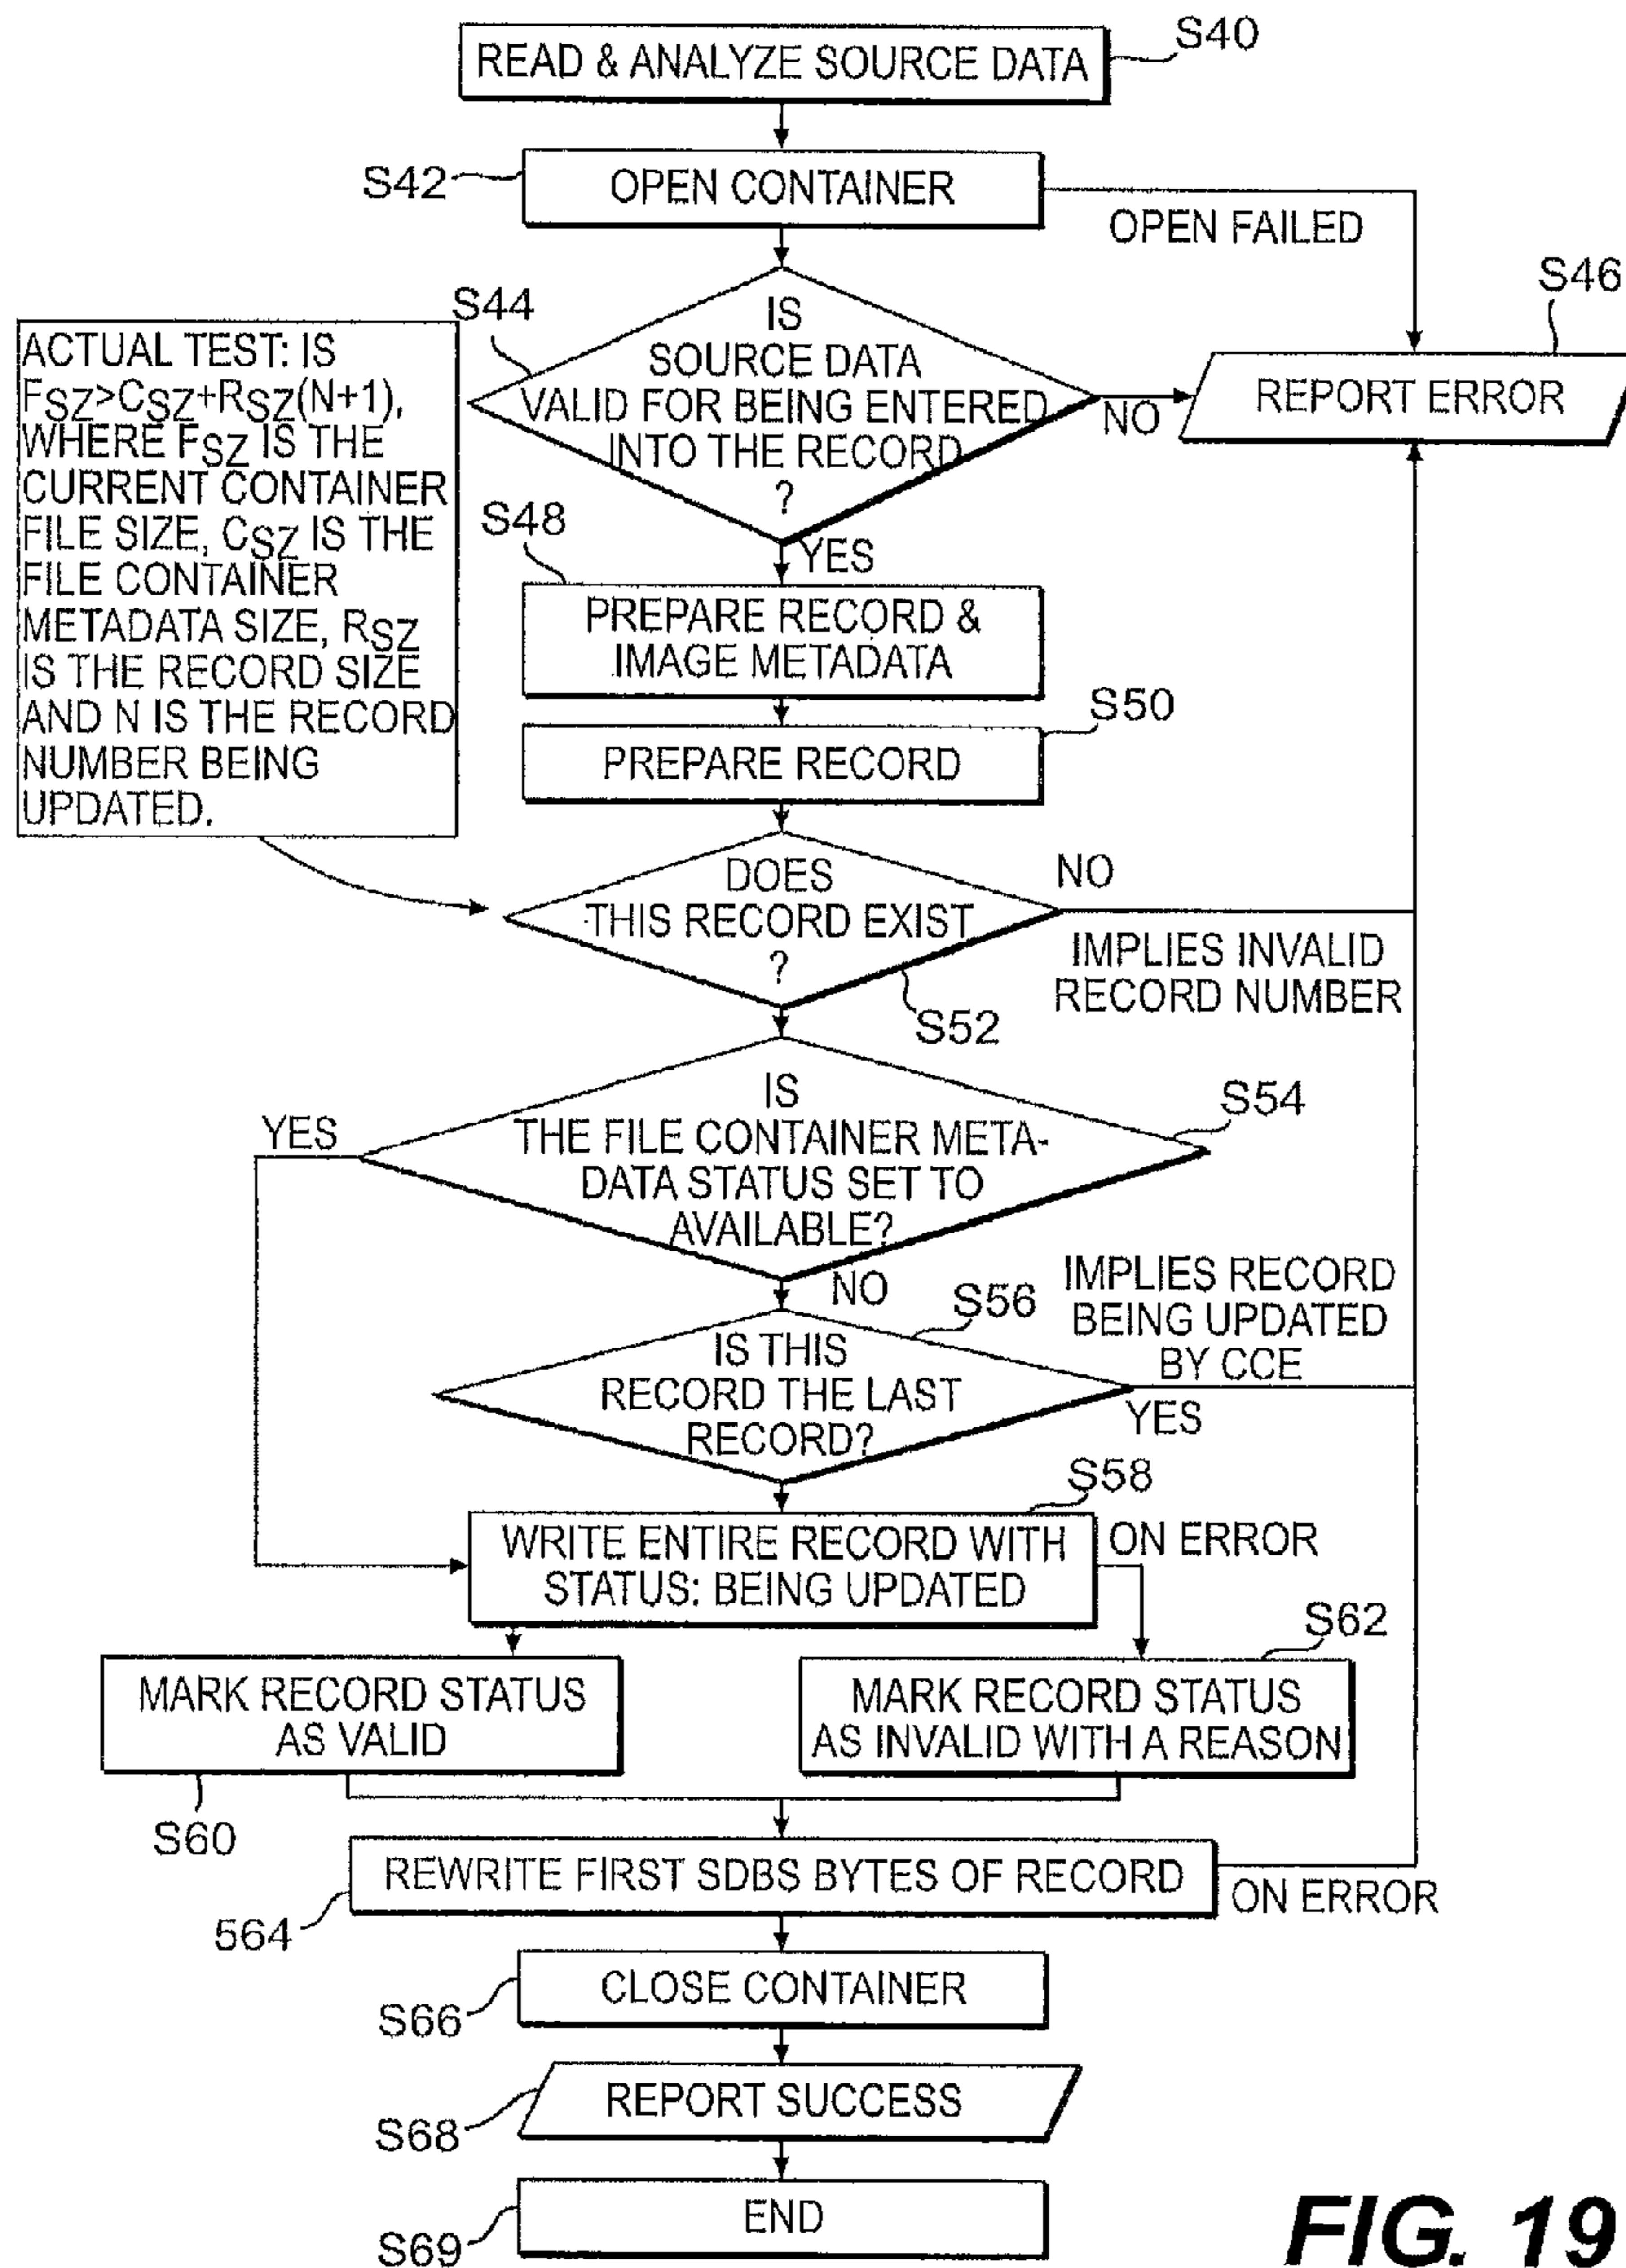 S40
READ & ANALYZE SOURCE DATA
S42
OPEN CONTAINER
OPEN FAILED
S46
REPORT ERROR
S44
IS
SOURCE DATA
VALID FOR BEING ENTERED
INTO THE RECORD
?
NO
YES
ACTUAL TEST: IS
FSZ>CSZ+RSZ(N+1),
WHERE FSZ IS THE
CURRENT CONTAINER
FILE SIZE, CSZ IS THE
FILE CONTAINER
METADATA SIZE, RSZ
IS THE RECORD SIZE
AND N IS THE RECORD
NUMBER BEING
UPDATED.
S48
PREPARE RECORD &
IMAGE METADATA
S50
PREPARE RECORD
DOES
THIS RECORD EXIST
?
NO
IMPLIES INVALID
RECORD NUMBER
S52
IS
THE FILE CONTAINER META-
DATA STATUS SET TO
AVAILABLE?
S54
YES
NO
S56
IS THIS
RECORD THE LAST
RECORD?
IMPLIES RECORD
BEING UPDATED
BY CCE
YES
S58
WRITE ENTIRE RECORD WITH
STATUS: BEING UPDATED
ON ERROR
S62
MARK RECORD STATUS
AS VALID
MARK RECORD STATUS
AS INVALID WITH A REASON
S60
REWRITE FIRST SDBS BYTES OF RECORD
ON ERROR
564
CLOSE CONTAINER
S66
REPORT SUCCESS
S68
END
S69
FIG. 19